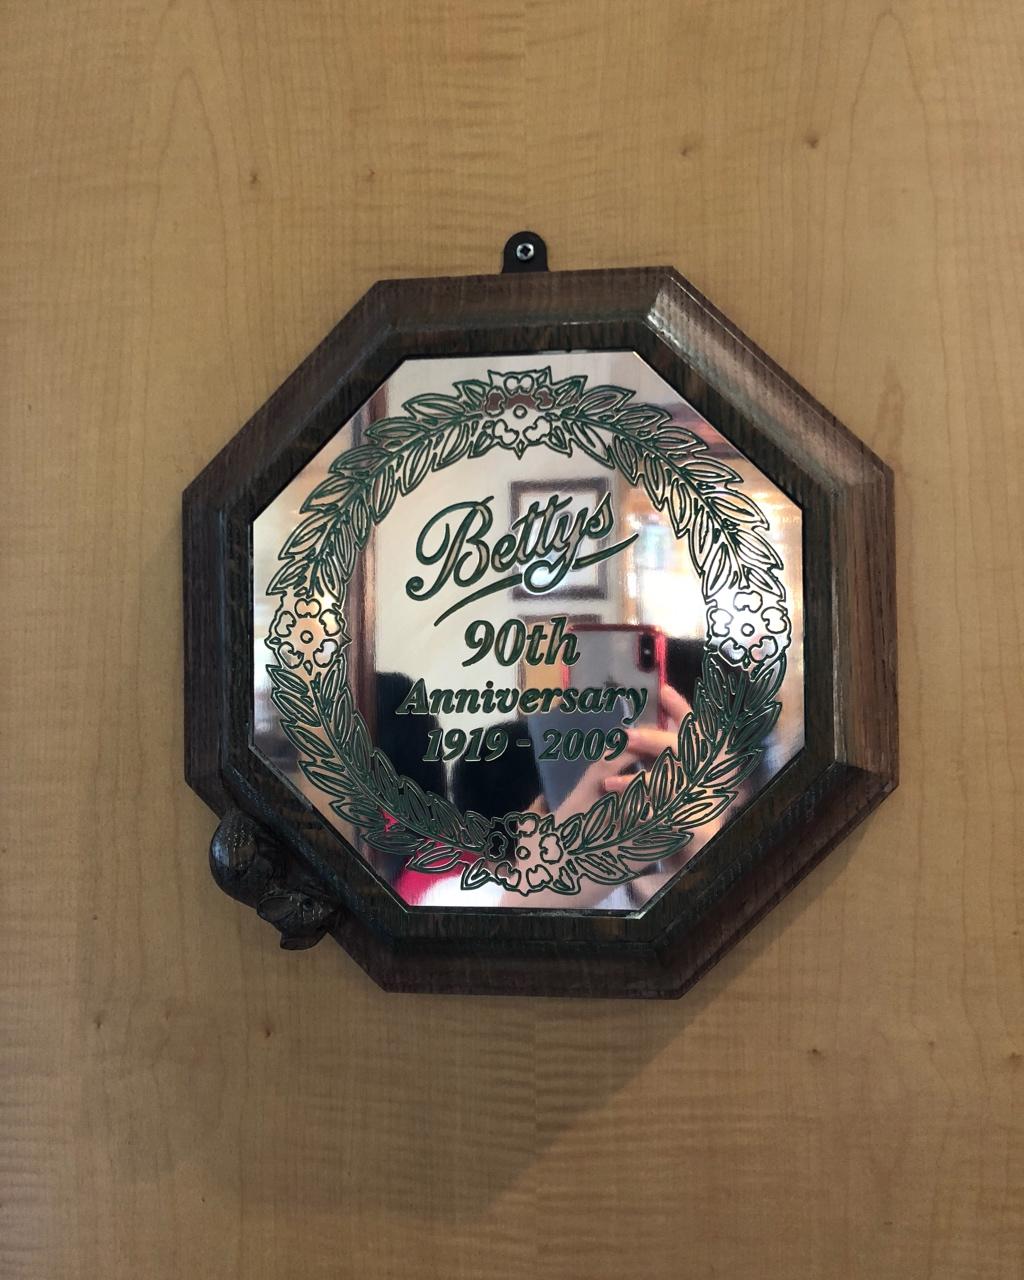 Bettys
90th
Anniversary
1919 - 2009